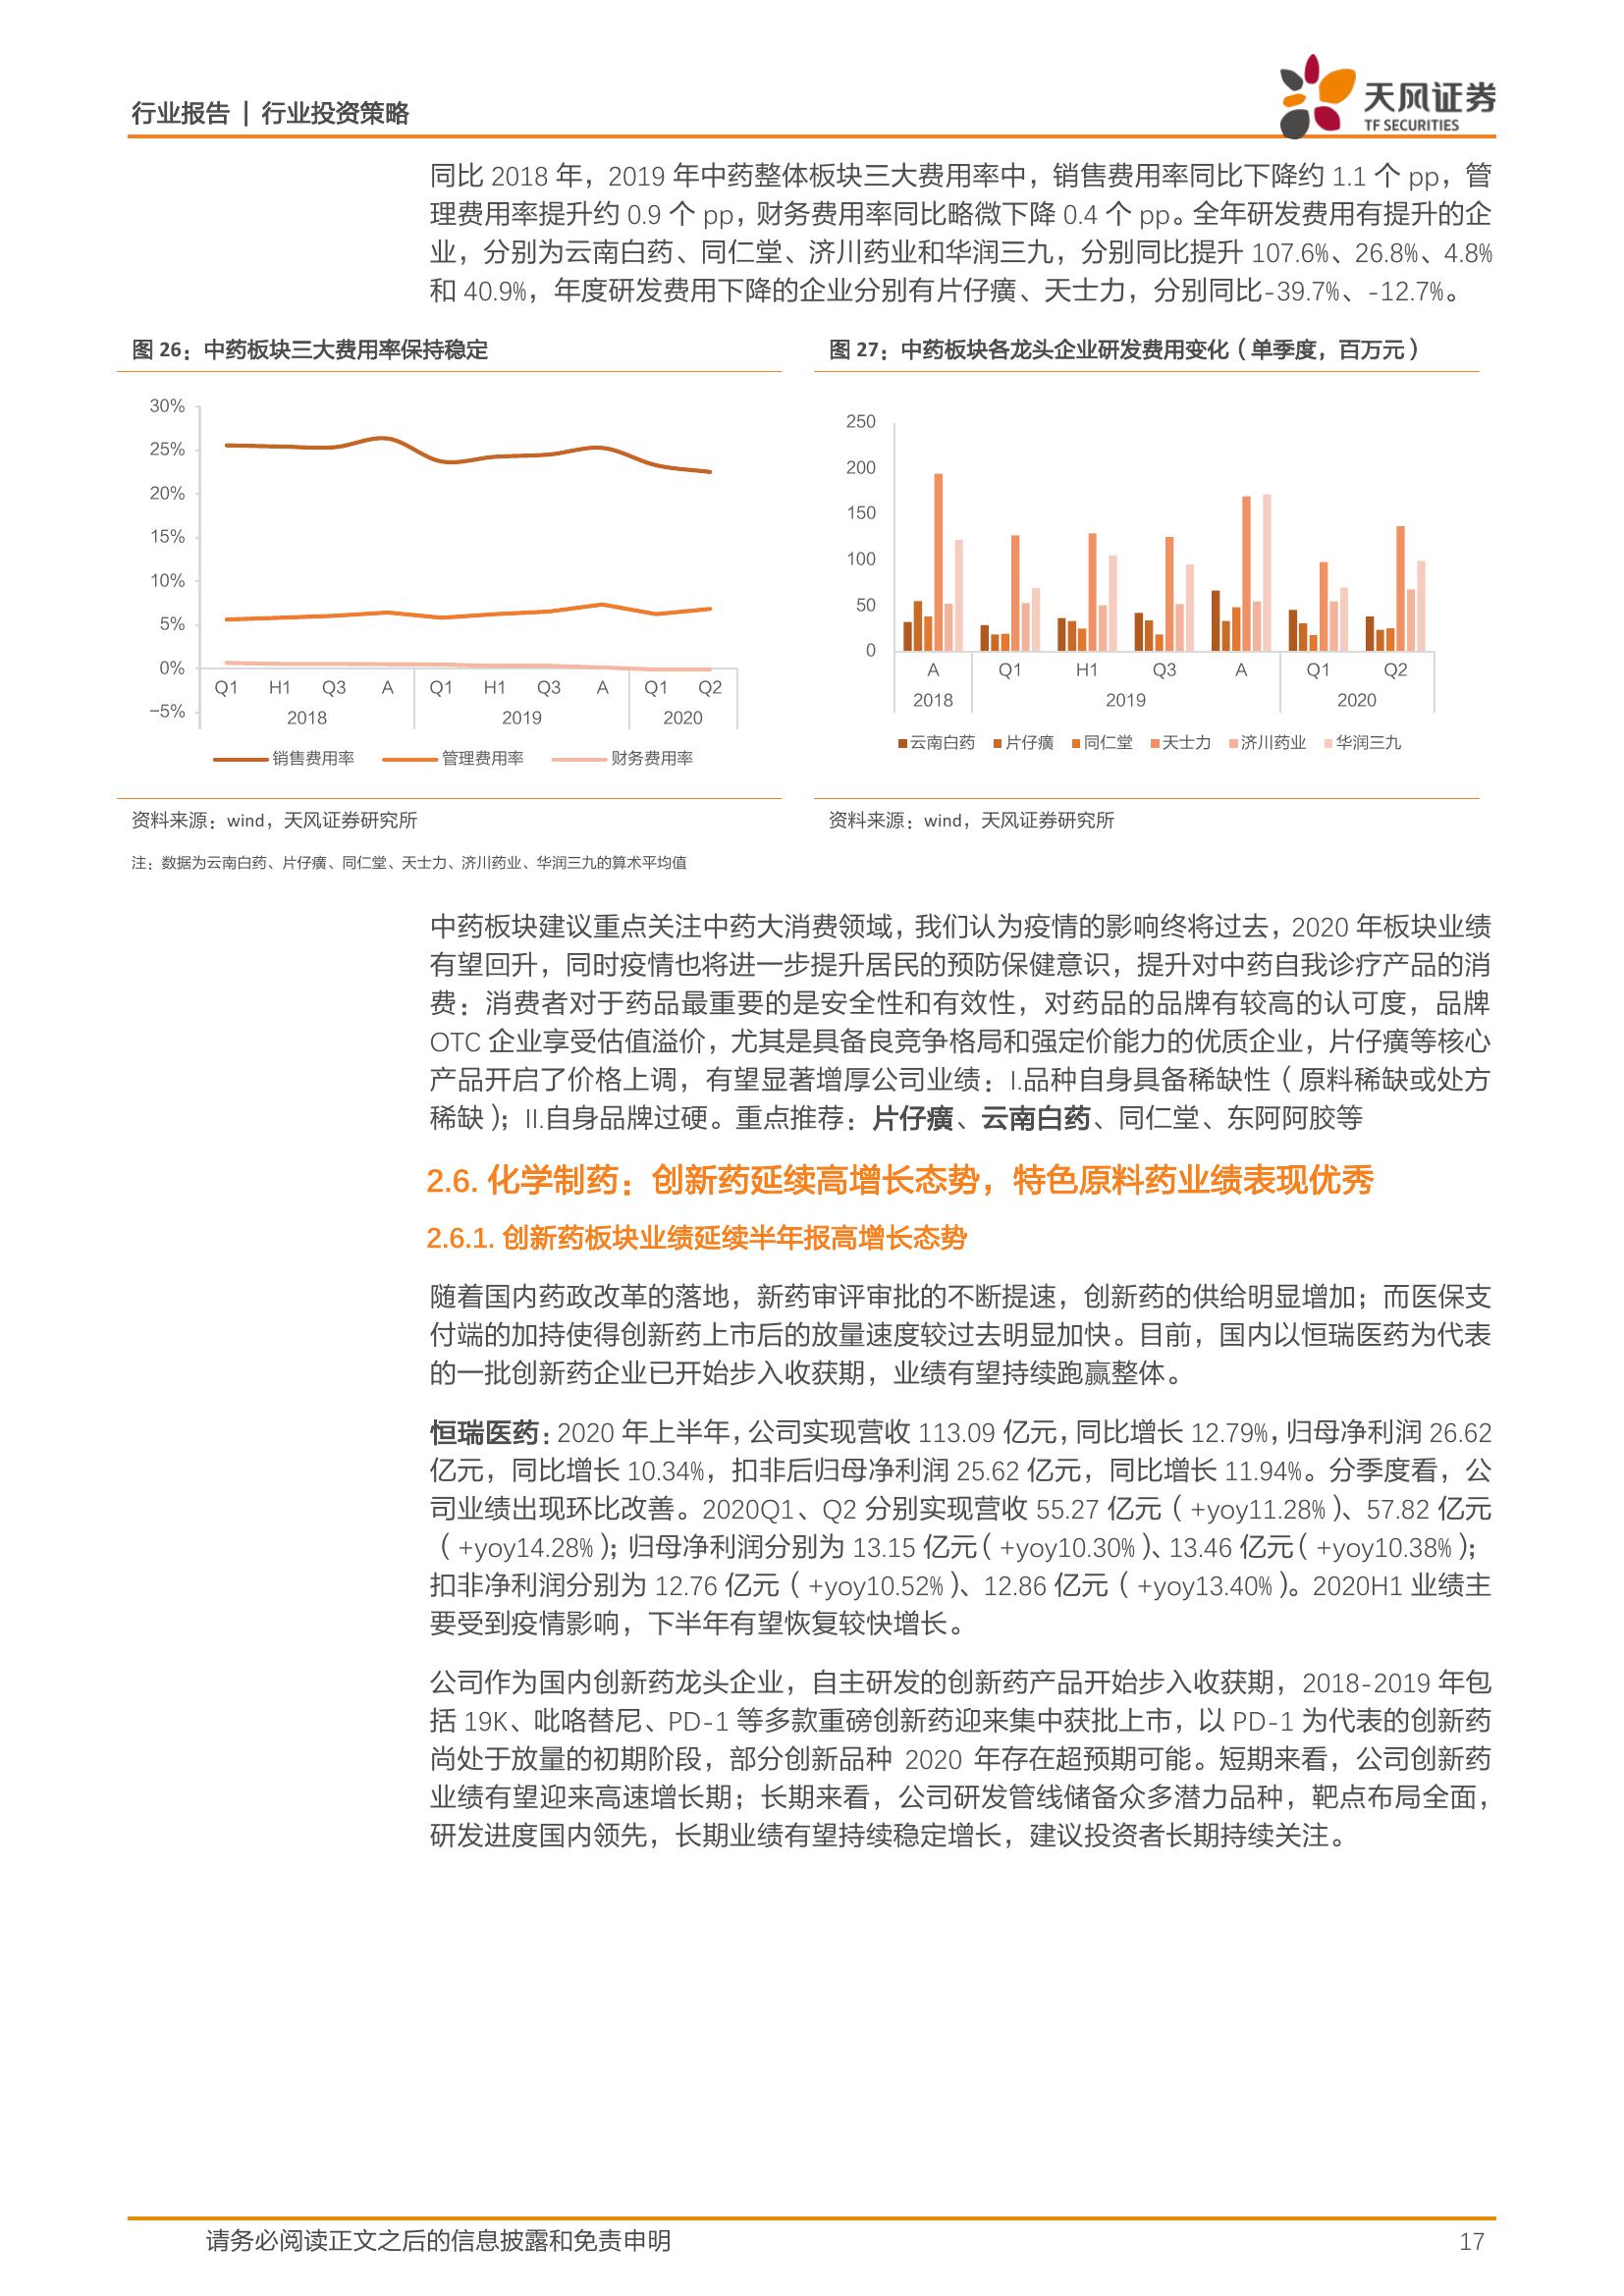 行业报告 | 行业投资策略
天风证券
TF SECURITIES
同比 2018 年，2019 年中药整体板块三大费用率中，销售费用率同比下降约 1.1 个 pp，管
理费用率提升约 0.9 个 pp，财务费用率同比略微下降 0.4 个 pp。全年研发费用有提升的企
业，分别为云南白药、同仁堂、济川药业和华润三九，分别同比提升 107.6%、26.8%、4.8%
和 40.9%，年度研发费用下降的企业分别有片仔癀、天士力，分别同比-39.7%、-12.7%。
图 26：中药板块三大费用率保持稳定
30%
25%
20%
15%
10%
5%
0%
-5%
Q1 H1 Q3 A Q1 H1 Q3 A Q1 Q2
2018 2019 2020
销售费用率 管理费用率 财务费用率
资料来源：wind，天风证券研究所
注：数据为云南白药、片仔癀、同仁堂、天士力、济川药业、华润三九的算术平均值
图 27：中药板块各龙头企业研发费用变化（单季度，百万元）
250
200
150
100
50
0
A Q1 H1 Q3 A Q1 Q2
2018 2019 2020
云南白药 片仔癀 同仁堂 天士力 济川药业 华润三九
资料来源：wind，天风证券研究所
中药板块建议重点关注中药大消费领域，我们认为疫情的影响终将过去，2020 年板块业绩
有望回升，同时疫情也将进一步提升居民的预防保健意识，提升对中药自我诊疗产品的消
费：消费者对于药品最重要的是安全性和有效性，对药品的品牌有较高的认可度，品牌
OTC 企业享受估值溢价，尤其是具备良竞争格局和强定价能力的优质企业，片仔癀等核心
产品开启了价格上调，有望显著增厚公司业绩：I.品种自身具备稀缺性（原料稀缺或处方
稀缺）；II.自身品牌过硬。重点推荐：片仔癀、云南白药、同仁堂、东阿阿胶等
2.6. 化学制药：创新药延续高增长态势，特色原料药业绩表现优秀
2.6.1. 创新药板块业绩延续半年报高增长态势
随着国内药政改革的落地，新药审评审批的不断提速，创新药的供给明显增加；而医保支
付端的加持使得创新药上市后的放量速度较过去明显加快。目前，国内以恒瑞医药为代表
的一批创新药企业已开始步入收获期，业绩有望持续跑赢整体。
恒瑞医药：2020 年上半年，公司实现营收 113.09 亿元，同比增长 12.79%，归母净利润 26.62
亿元，同比增长 10.34%，扣非后归母净利润 25.62 亿元，同比增长 11.94%。分季度看，公
司业绩出现环比改善。2020Q1、Q2 分别实现营收 55.27 亿元（+yoy11.28%）、57.82 亿元
（+yoy14.28%）；归母净利润分别为 13.15 亿元（+yoy10.30%）、13.46 亿元（+yoy10.38%）；
扣非净利润分别为 12.76 亿元（+yoy10.52%）、12.86 亿元（+yoy13.40%）。2020H1 业绩主
要受到疫情影响，下半年有望恢复较快增长。
公司作为国内创新药龙头企业，自主研发的创新药产品开始步入收获期，2018-2019 年包
括 19K、吡咯替尼、PD-1 等多款重磅创新药迎来集中获批上市，以 PD-1 为代表的创新药
尚处于放量的初期阶段，部分创新品种 2020 年存在超预期可能。短期来看，公司创新药
业绩有望迎来高速增长期；长期来看，公司研发管线储备众多潜力品种，靶点布局全面，
研发进度国内领先，长期业绩有望持续稳定增长，建议投资者长期持续关注。
请务必阅读正文之后的信息披露和免责申明
17